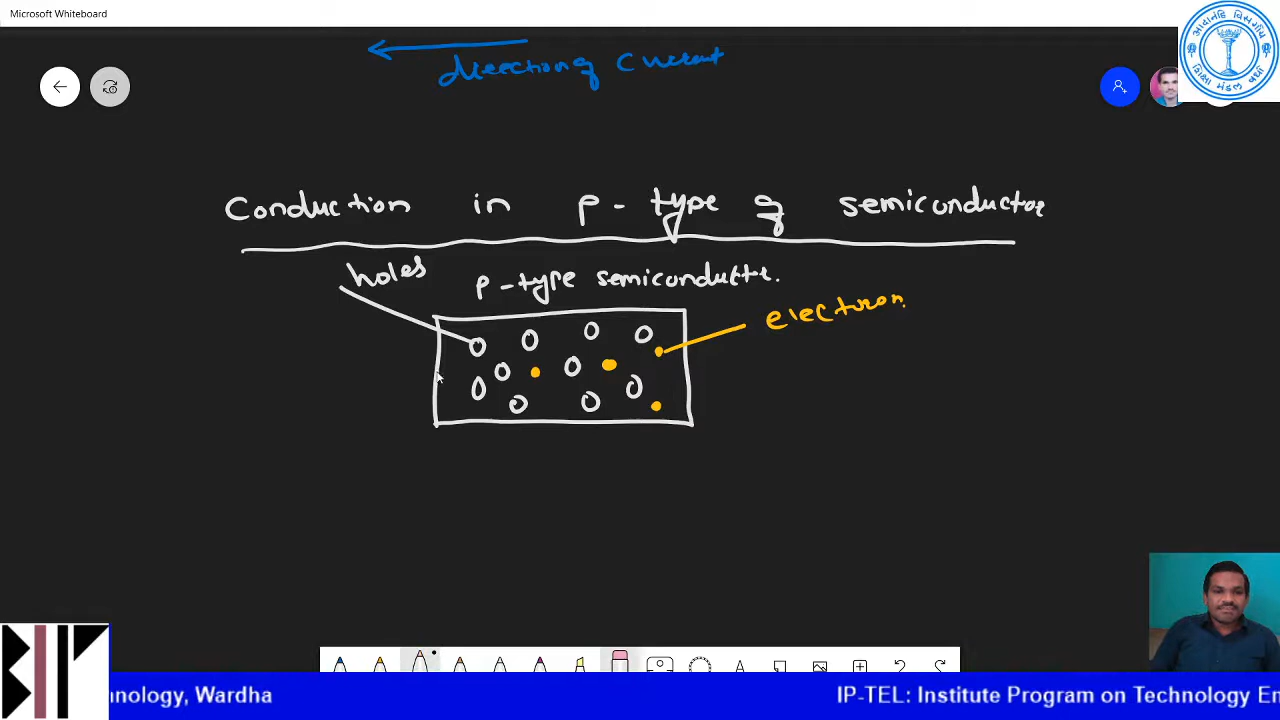 Microsoft Whiteboard
direction of Current
Conduction in p-type of semiconductor
holes
p-type semiconductor.
electron.
nology, Wardha
IP-TEL: Institute Program on Technology En